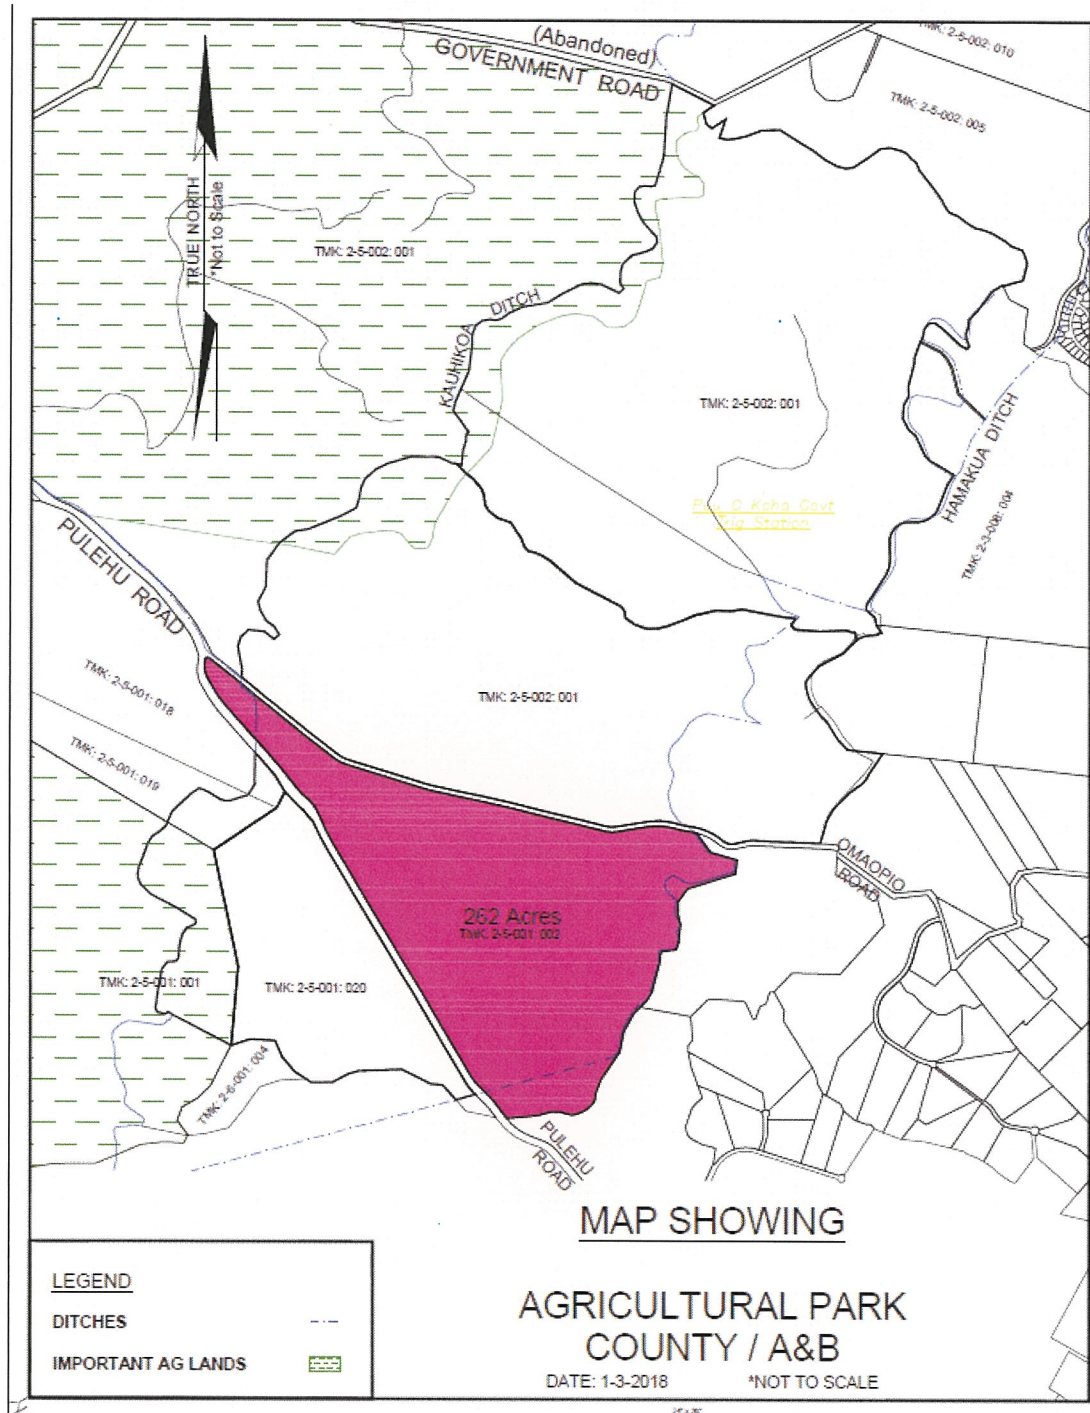 (Abandoned)
GOVERNMENT ROAD
TMK: 2-5-002: 010
TMK: 2-5-002: 005
TRUE NORTH
*Not to Scale
TMK: 2-5-002: 001
KAUHIKOA DITCH
TMK: 2-5-002: 001
HAMAKUA DITCH
Puu O Koha Govt
Trig Station
TMK: 2-3-008: 004
PULEHU ROAD
TMK: 2-5-001: 018
TMK: 2-5-002: 001
TMK: 2-5-001: 019
OMAOPIO
ROAD
262 Acres
TMK: 2-5-001: 002
TMK: 2-5-001: 001
TMK: 2-5-001: 020
TMK: 2-6-001: 004
PULEHU
ROAD
MAP SHOWING
AGRICULTURAL PARK
COUNTY / A&B
DATE: 1-3-2018
*NOT TO SCALE
LEGEND
DITCHES
IMPORTANT AG LANDS